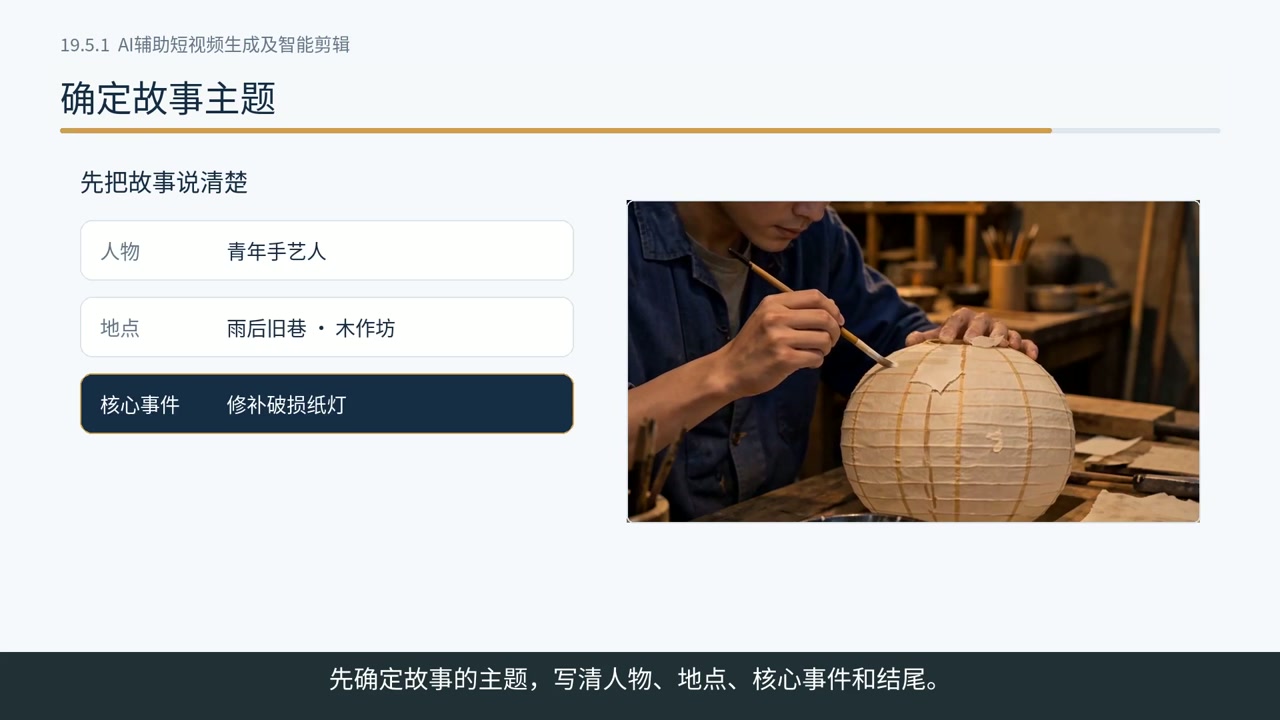 19.5.1 AI辅助短视频生成及智能剪辑
确定故事主题
先把故事说清楚
人物 青年手艺人
地点 雨后旧巷 · 木作坊
核心事件 修补破损纸灯
先确定故事的主题，写清人物、地点、核心事件和结尾。